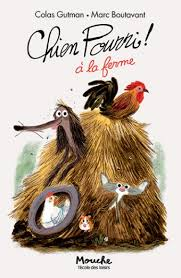 Colas Gutman • Marc Boutavant
Chien Pourri !
à la ferme
Mouche
l'école des loisirs